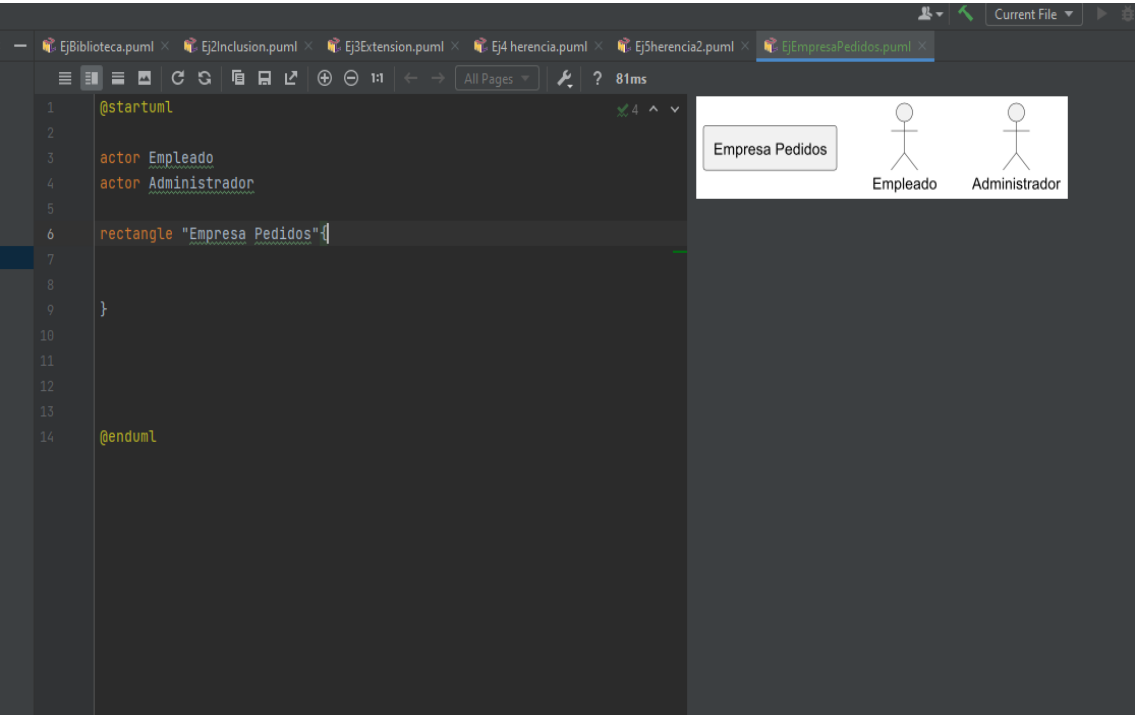 Current File
EjBiblioteca.puml Ej2Inclusion.puml Ej3Extension.puml Ej4 herencia.puml Ej5herencia2.puml EjEmpresaPedidos.puml
1:1 All Pages ? 81ms
1 @startuml
4
2
3 actor Empleado
4 actor Administrador
5
6 rectangle "Empresa Pedidos"{
7
8
9 }
10
11
12
13
14 @enduml
Empresa Pedidos
Empleado Administrador